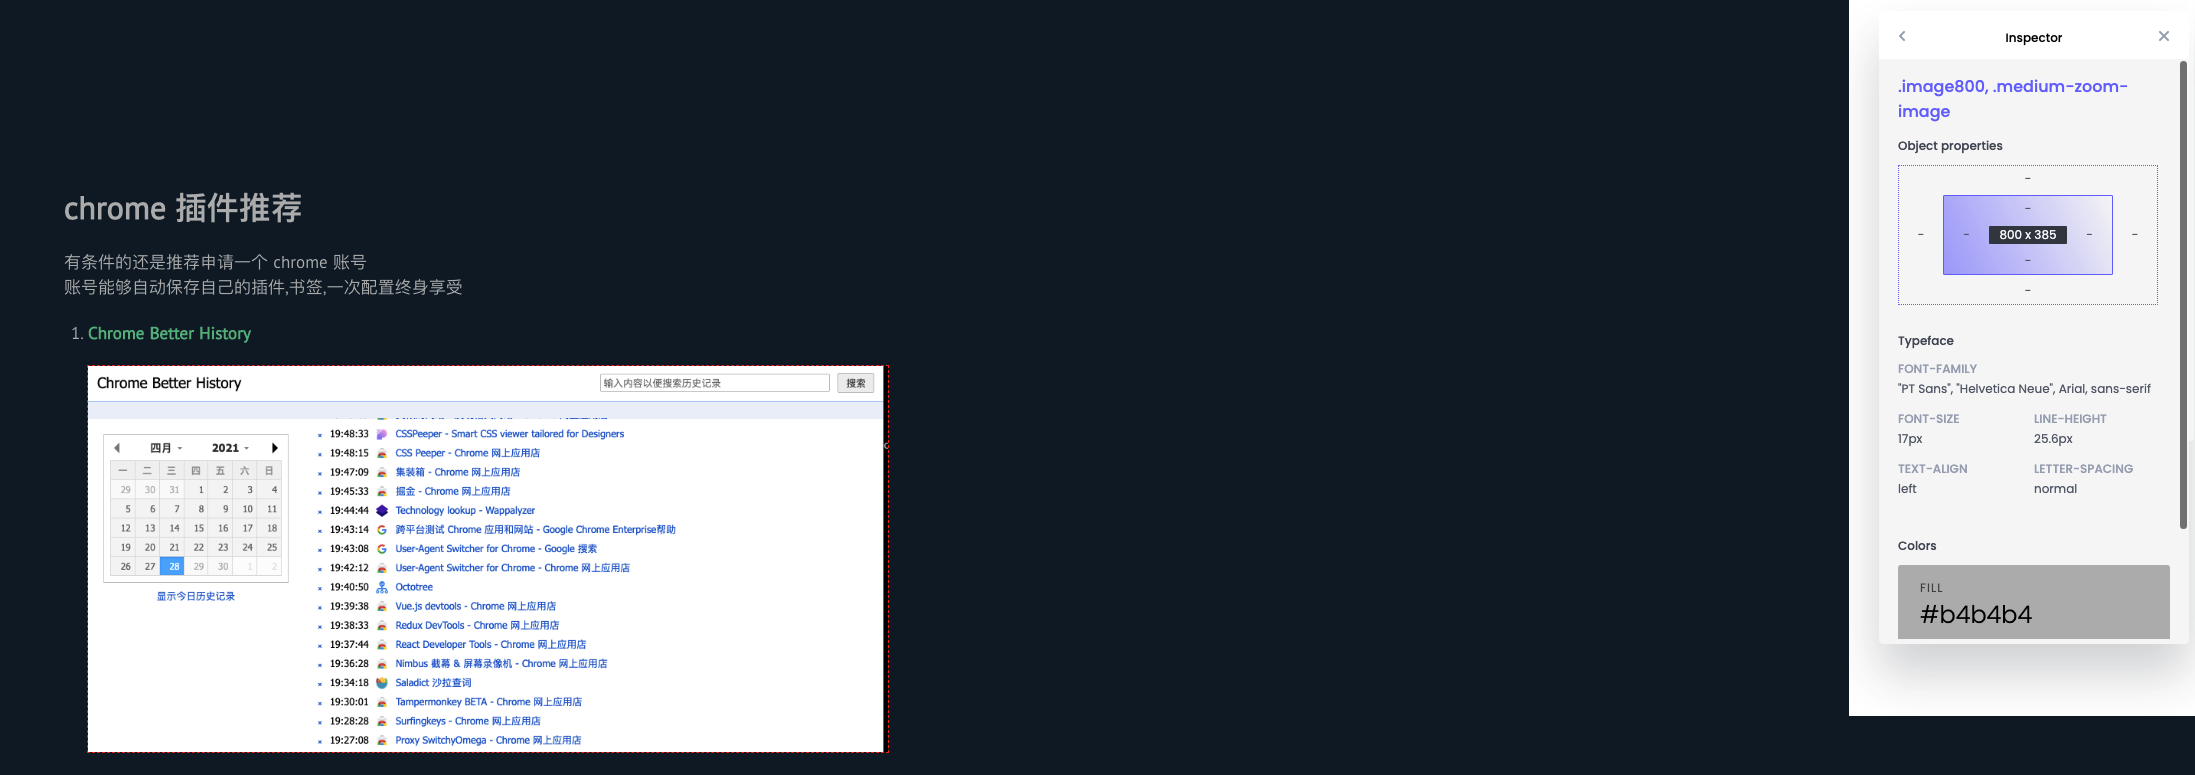 chrome 插件推荐
有条件的还是推荐申请一个 chrome 账号
账号能够自动保存自己的插件,书签,一次配置终身享受
1. Chrome Better History
Chrome Better History
输入内容以便搜索历史记录
搜索
四月
2021
一 二 三 四 五 六 日
29 30 31 1 2 3 4
5 6 7 8 9 10 11
12 13 14 15 16 17 18
19 20 21 22 23 24 25
26 27 28 29 30 1 2
显示今日历史记录
19:48:33 CSSPeeper - Smart CSS viewer tailored for Designers
19:48:15 CSS Peeper - Chrome 网上应用店
19:47:09 集装箱 - Chrome 网上应用店
19:45:33 掘金 - Chrome 网上应用店
19:44:44 Technology lookup - Wappalyzer
19:43:14 跨平台测试 Chrome 应用和网站 - Google Chrome Enterprise帮助
19:43:08 User-Agent Switcher for Chrome - Google 搜索
19:42:12 User-Agent Switcher for Chrome - Chrome 网上应用店
19:40:50 Octotree
19:39:38 Vue.js devtools - Chrome 网上应用店
19:38:33 Redux DevTools - Chrome 网上应用店
19:37:44 React Developer Tools - Chrome 网上应用店
19:36:28 Nimbus 截幕 & 屏幕录像机 - Chrome 网上应用店
19:34:18 Saladict 沙拉查词
19:30:01 Tampermonkey BETA - Chrome 网上应用店
19:28:28 Surfingkeys - Chrome 网上应用店
19:27:08 Proxy SwitchyOmega - Chrome 网上应用店
Inspector
.image800, .medium-zoom-
image
Object properties
-
-
- - 800 x 385 - -
-
-
Typeface
FONT-FAMILY
"PT Sans", "Helvetica Neue", Arial, sans-serif
FONT-SIZE LINE-HEIGHT
17px 25.6px
TEXT-ALIGN LETTER-SPACING
left normal
Colors
FILL
#b4b4b4